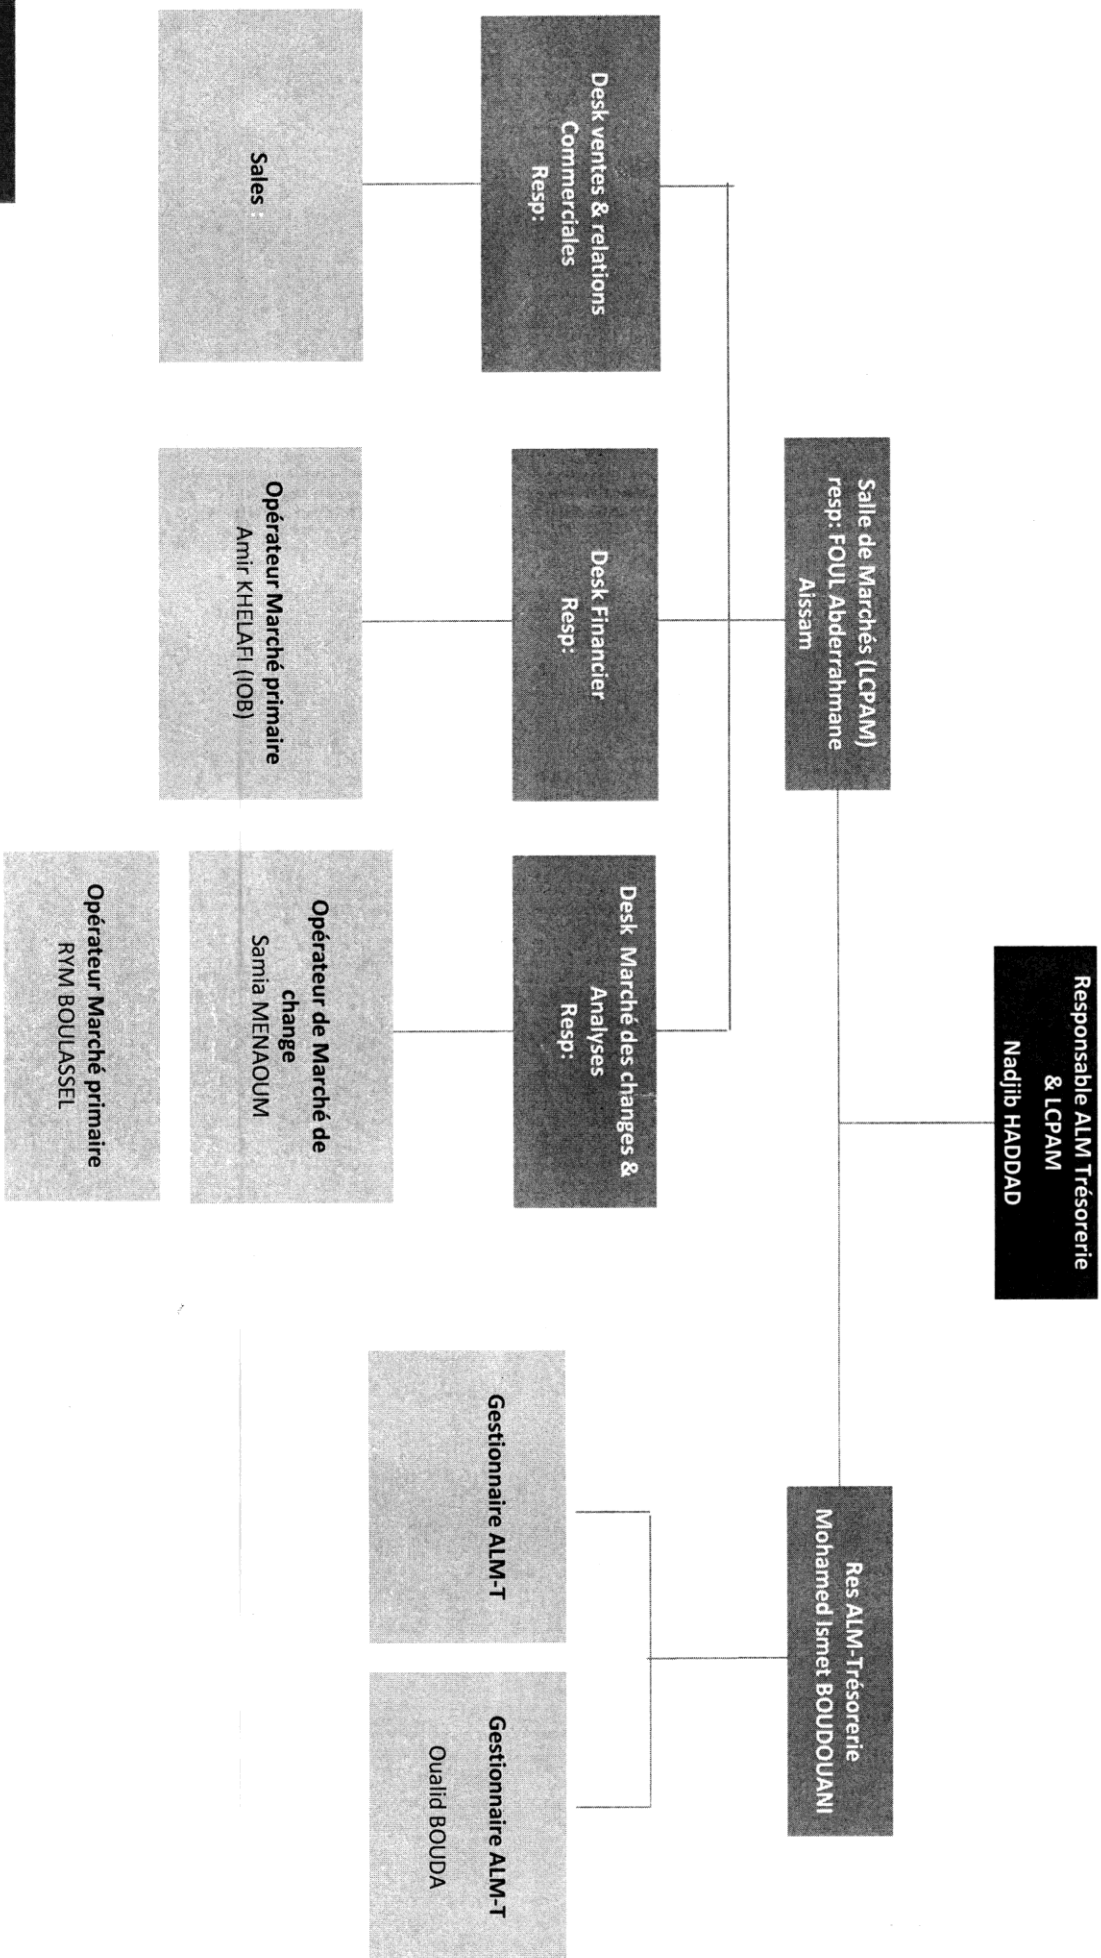 Responsable ALM Trésorerie
& LCPAM
Nadjib HADDAD
Salle de Marchés (LCPAM)
resp: FOUL Abderrahmane
Aissam
Res ALM-Trésorerie
Mohamed Ismet BOUDOUANI
Desk ventes & relations
Commerciales
Resp:
Desk Financier
Resp:
Desk Marché des changes &
Analyses
Resp:
Sales :
Opérateur Marché primaire
Amir KHELAFI (IOB)
Opérateur de Marché de
change
Samia MENAOUM
Opérateur Marché primaire
RYM BOULASSEL
Gestionnaire ALM-T
Gestionnaire ALM-T
Oualid BOUDA